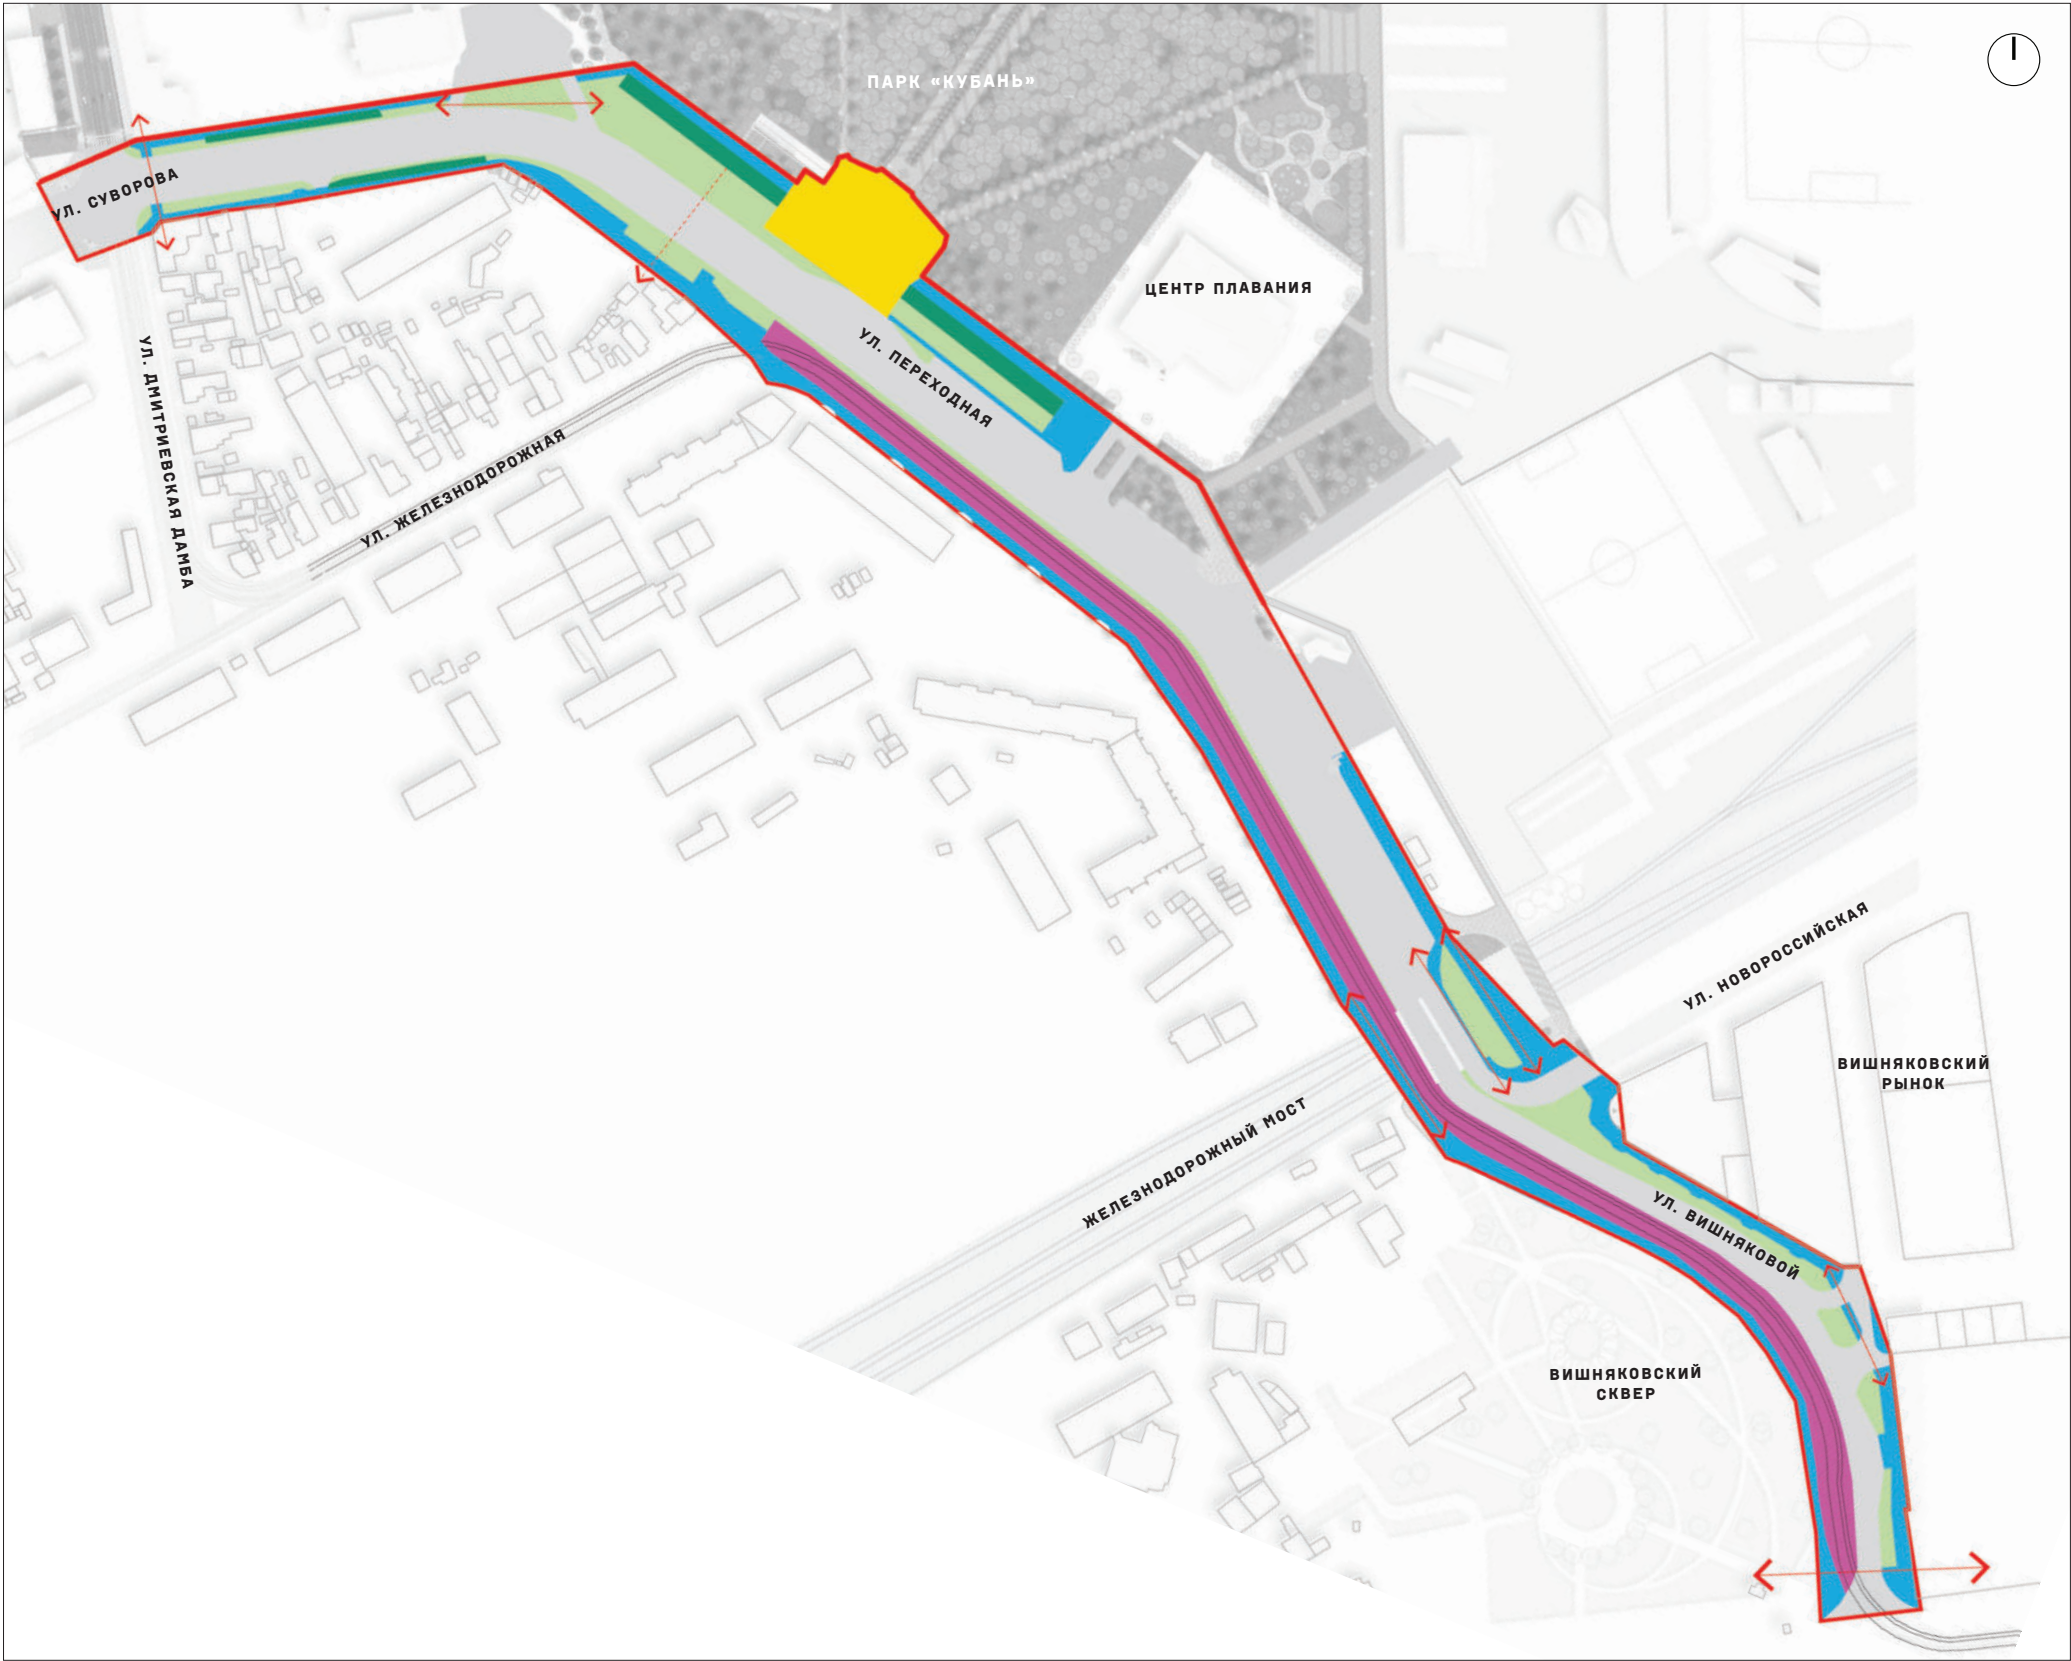 ПАРК «КУБАНЬ»
УЛ. СУВОРОВА
ЦЕНТР ПЛАВАНИЯ
УЛ. ПЕРЕХОДНАЯ
УЛ. ДМИТРИЕВСКАЯ ДАМБА
УЛ. ЖЕЛЕЗНОДОРОЖНАЯ
УЛ. НОВОРОССИЙСКАЯ
ВИШНЯКОВСКИЙ
РЫНОК
ЖЕЛЕЗНОДОРОЖНЫЙ МОСТ
УЛ. ВИШНЯКОВОЙ
ВИШНЯКОВСКИЙ
СКВЕР